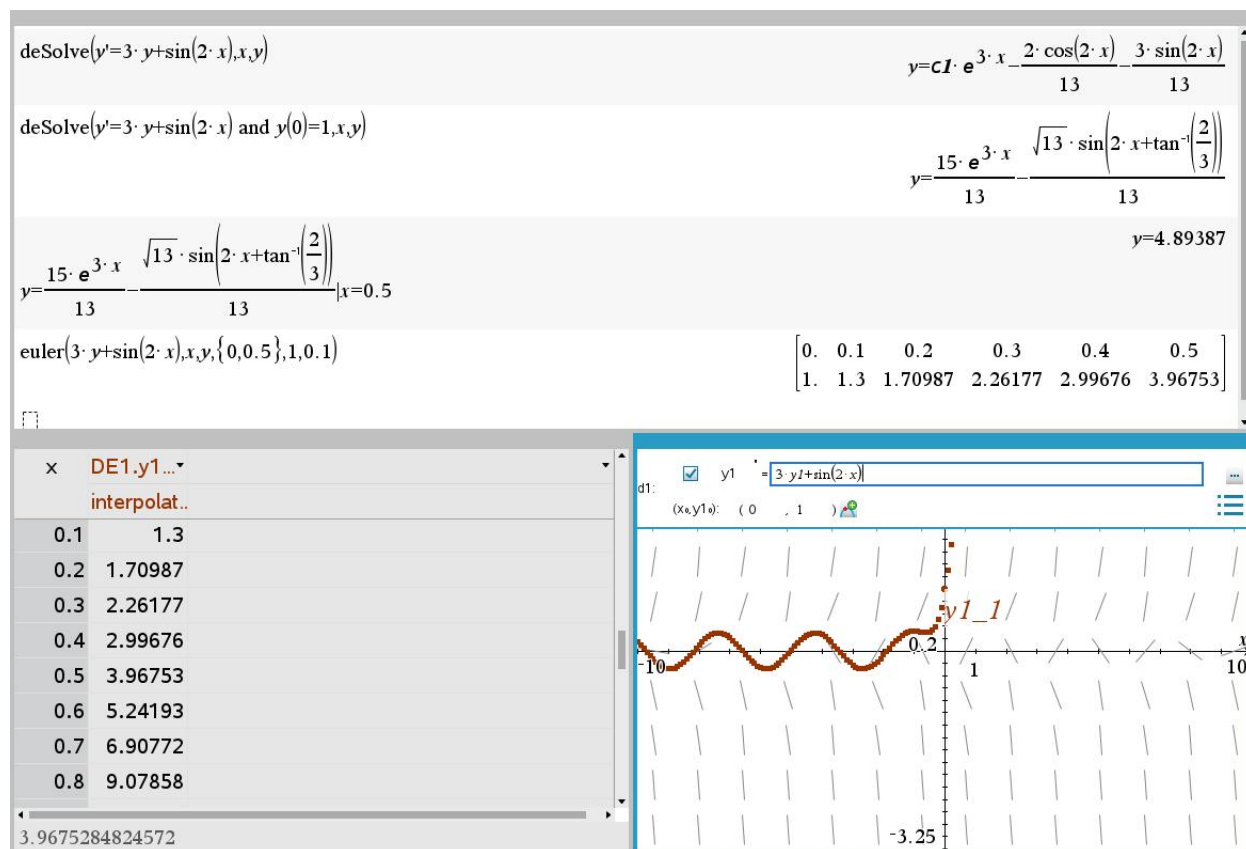 deSolve(y'=3· y+sin(2· x),x,y)
y=c1· e^3· x − 2· cos(2· x)/13 − 3· sin(2· x)/13
deSolve(y'=3· y+sin(2· x) and y(0)=1,x,y)
y=15· e^3· x/13 − √13 · sin(2· x+tan⁻¹(2/3))/13
y=15· e^3· x/13 − √13 · sin(2· x+tan⁻¹(2/3))/13|x=0.5
y=4.89387
euler(3· y+sin(2· x),x,y,{0,0.5},1,0.1)
[0. 0.1 0.2 0.3 0.4 0.5
1. 1.3 1.70987 2.26177 2.99676 3.96753]
x DE1.y1...
interpolat..
0.1 1.3
0.2 1.70987
0.3 2.26177
0.4 2.99676
0.5 3.96753
0.6 5.24193
0.7 6.90772
0.8 9.07858
3.9675284824572
d1: y1 ' = 3· y1+sin(2· x)
(x₀,y1₀): ( 0 , 1 )
y1_1
0.2
x
-10 1 10
-3.25